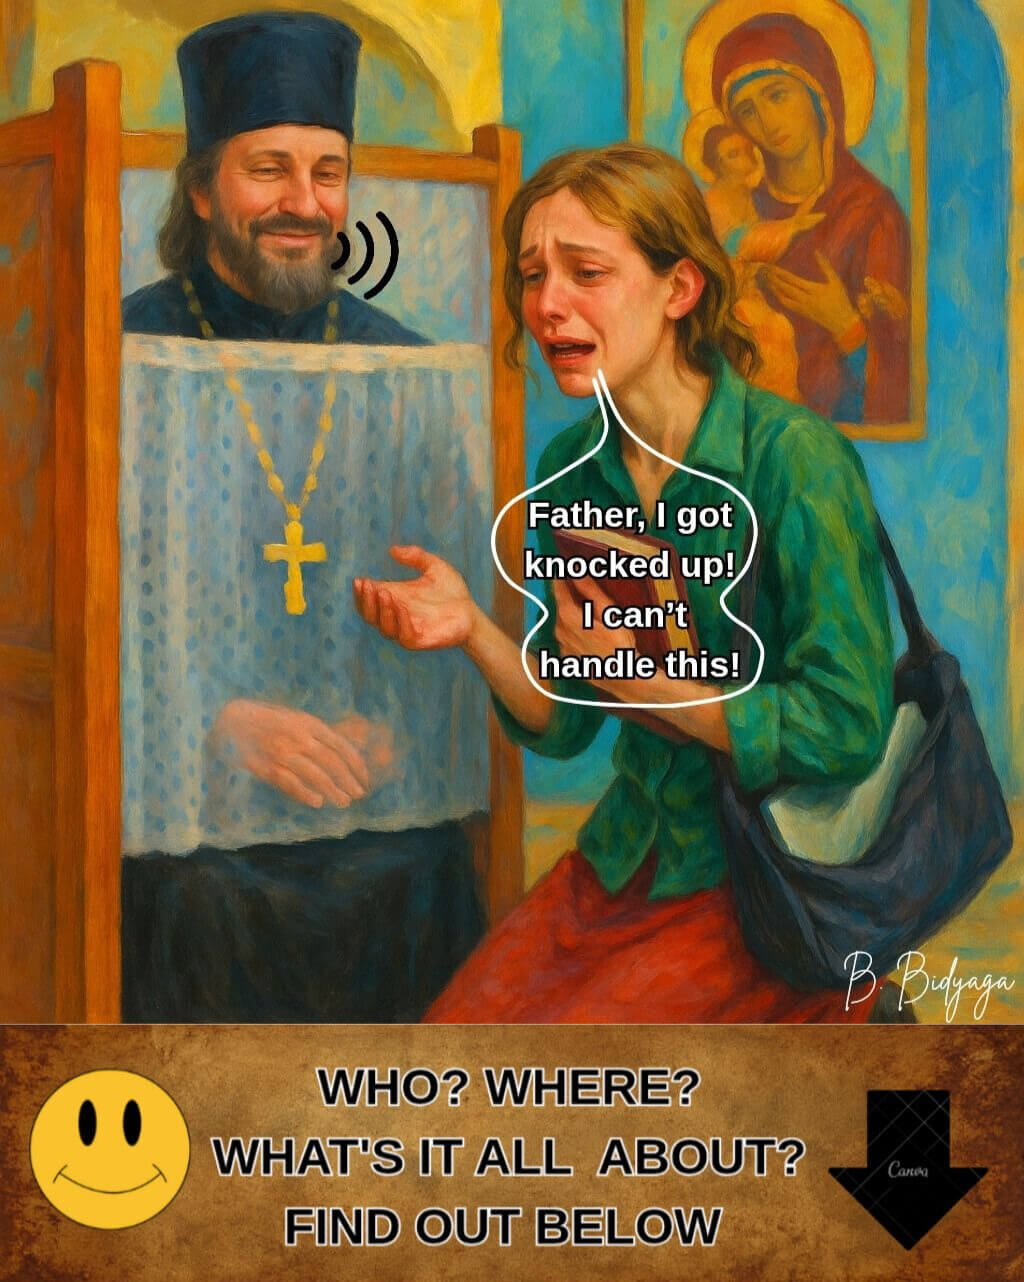 Father, I got
knocked up!
I can't
handle this!
B. Bidyaga
WHO? WHERE?
WHAT'S IT ALL ABOUT?
FIND OUT BELOW
Canva